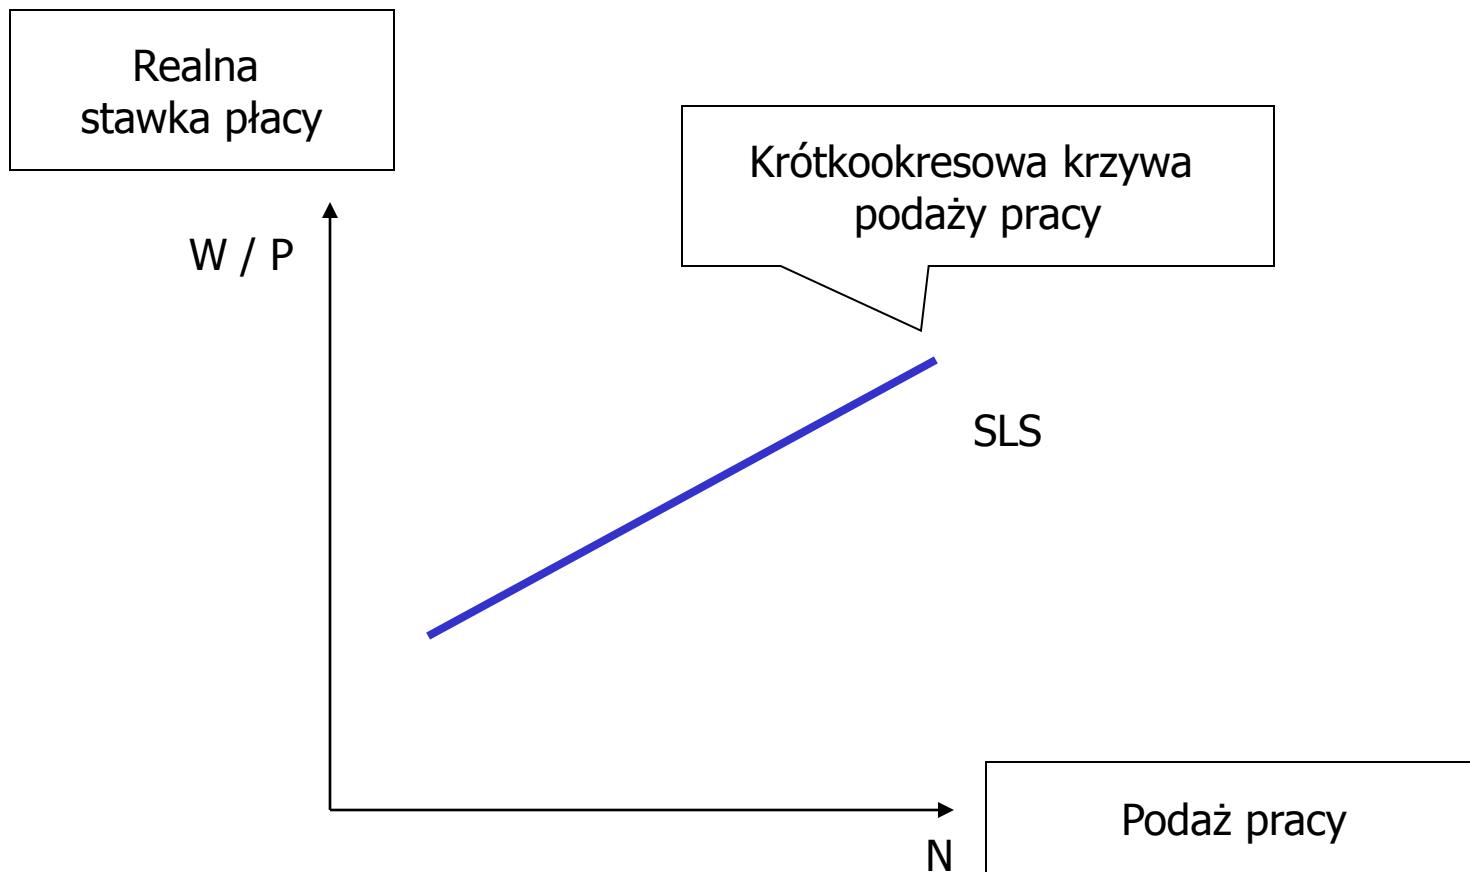 Realna
stawka płacy
Krótkookresowa krzywa
podaży pracy
W / P
SLS
Podaż pracy
N